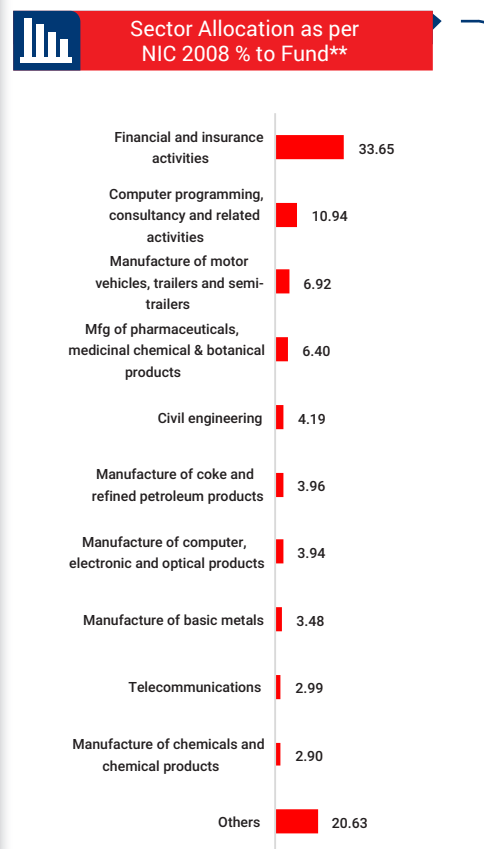 Sector Allocation as per
NIC 2008 % to Fund**
Financial and insurance
activities
33.65
Computer programming,
consultancy and related
activities
10.94
Manufacture of motor
vehicles, trailers and semi-
trailers
6.92
Mfg of pharmaceuticals,
medicinal chemical & botanical
products
6.40
Civil engineering
4.19
Manufacture of coke and
refined petroleum products
3.96
Manufacture of computer,
electronic and optical products
3.94
Manufacture of basic metals
3.48
Telecommunications
2.99
Manufacture of chemicals and
chemical products
2.90
Others
20.63